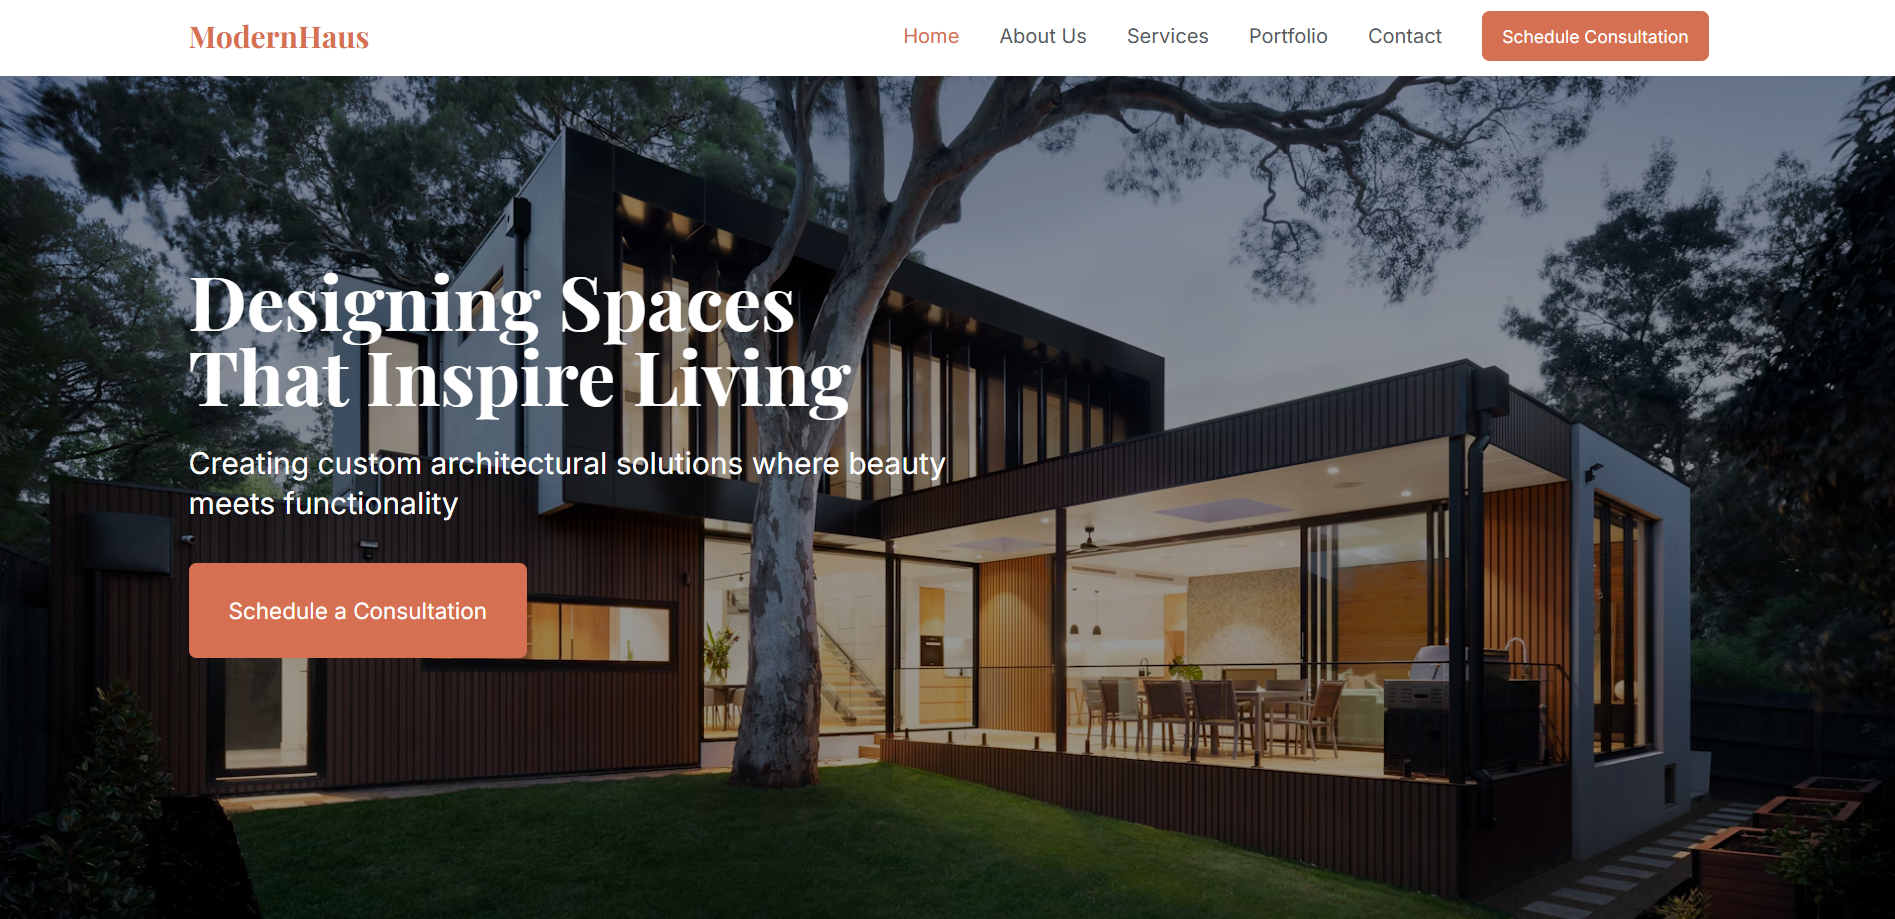 ModernHaus
Home
About Us
Services
Portfolio
Contact
Schedule Consultation
Designing Spaces
That Inspire Living
Creating custom architectural solutions where beauty
meets functionality
Schedule a Consultation